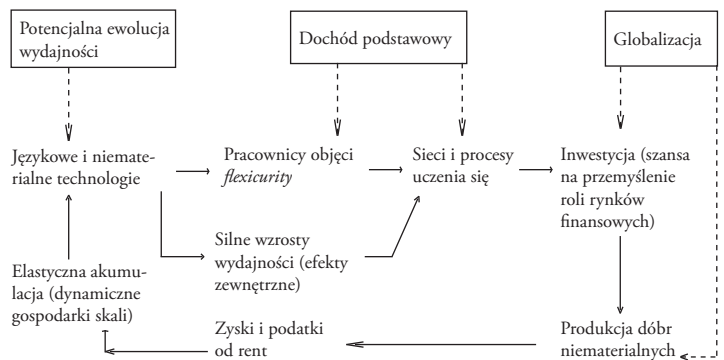 Potencjalna ewolucja
wydajności
Dochód podstawowy
Globalizacja
Językowe i niemate-
rialne technologie
Pracownicy objęci
flexicurity
Sieci i procesy
uczenia się
Inwestycja (szansa
na przemyślenie
roli rynków
finansowych)
Silne wzrosty
wydajności (efekty
zewnętrzne)
Elastyczna akumu-
lacja (dynamiczne
gospodarki skali)
Zyski i podatki
od rent
Produkcja dóbr
niematerialnych